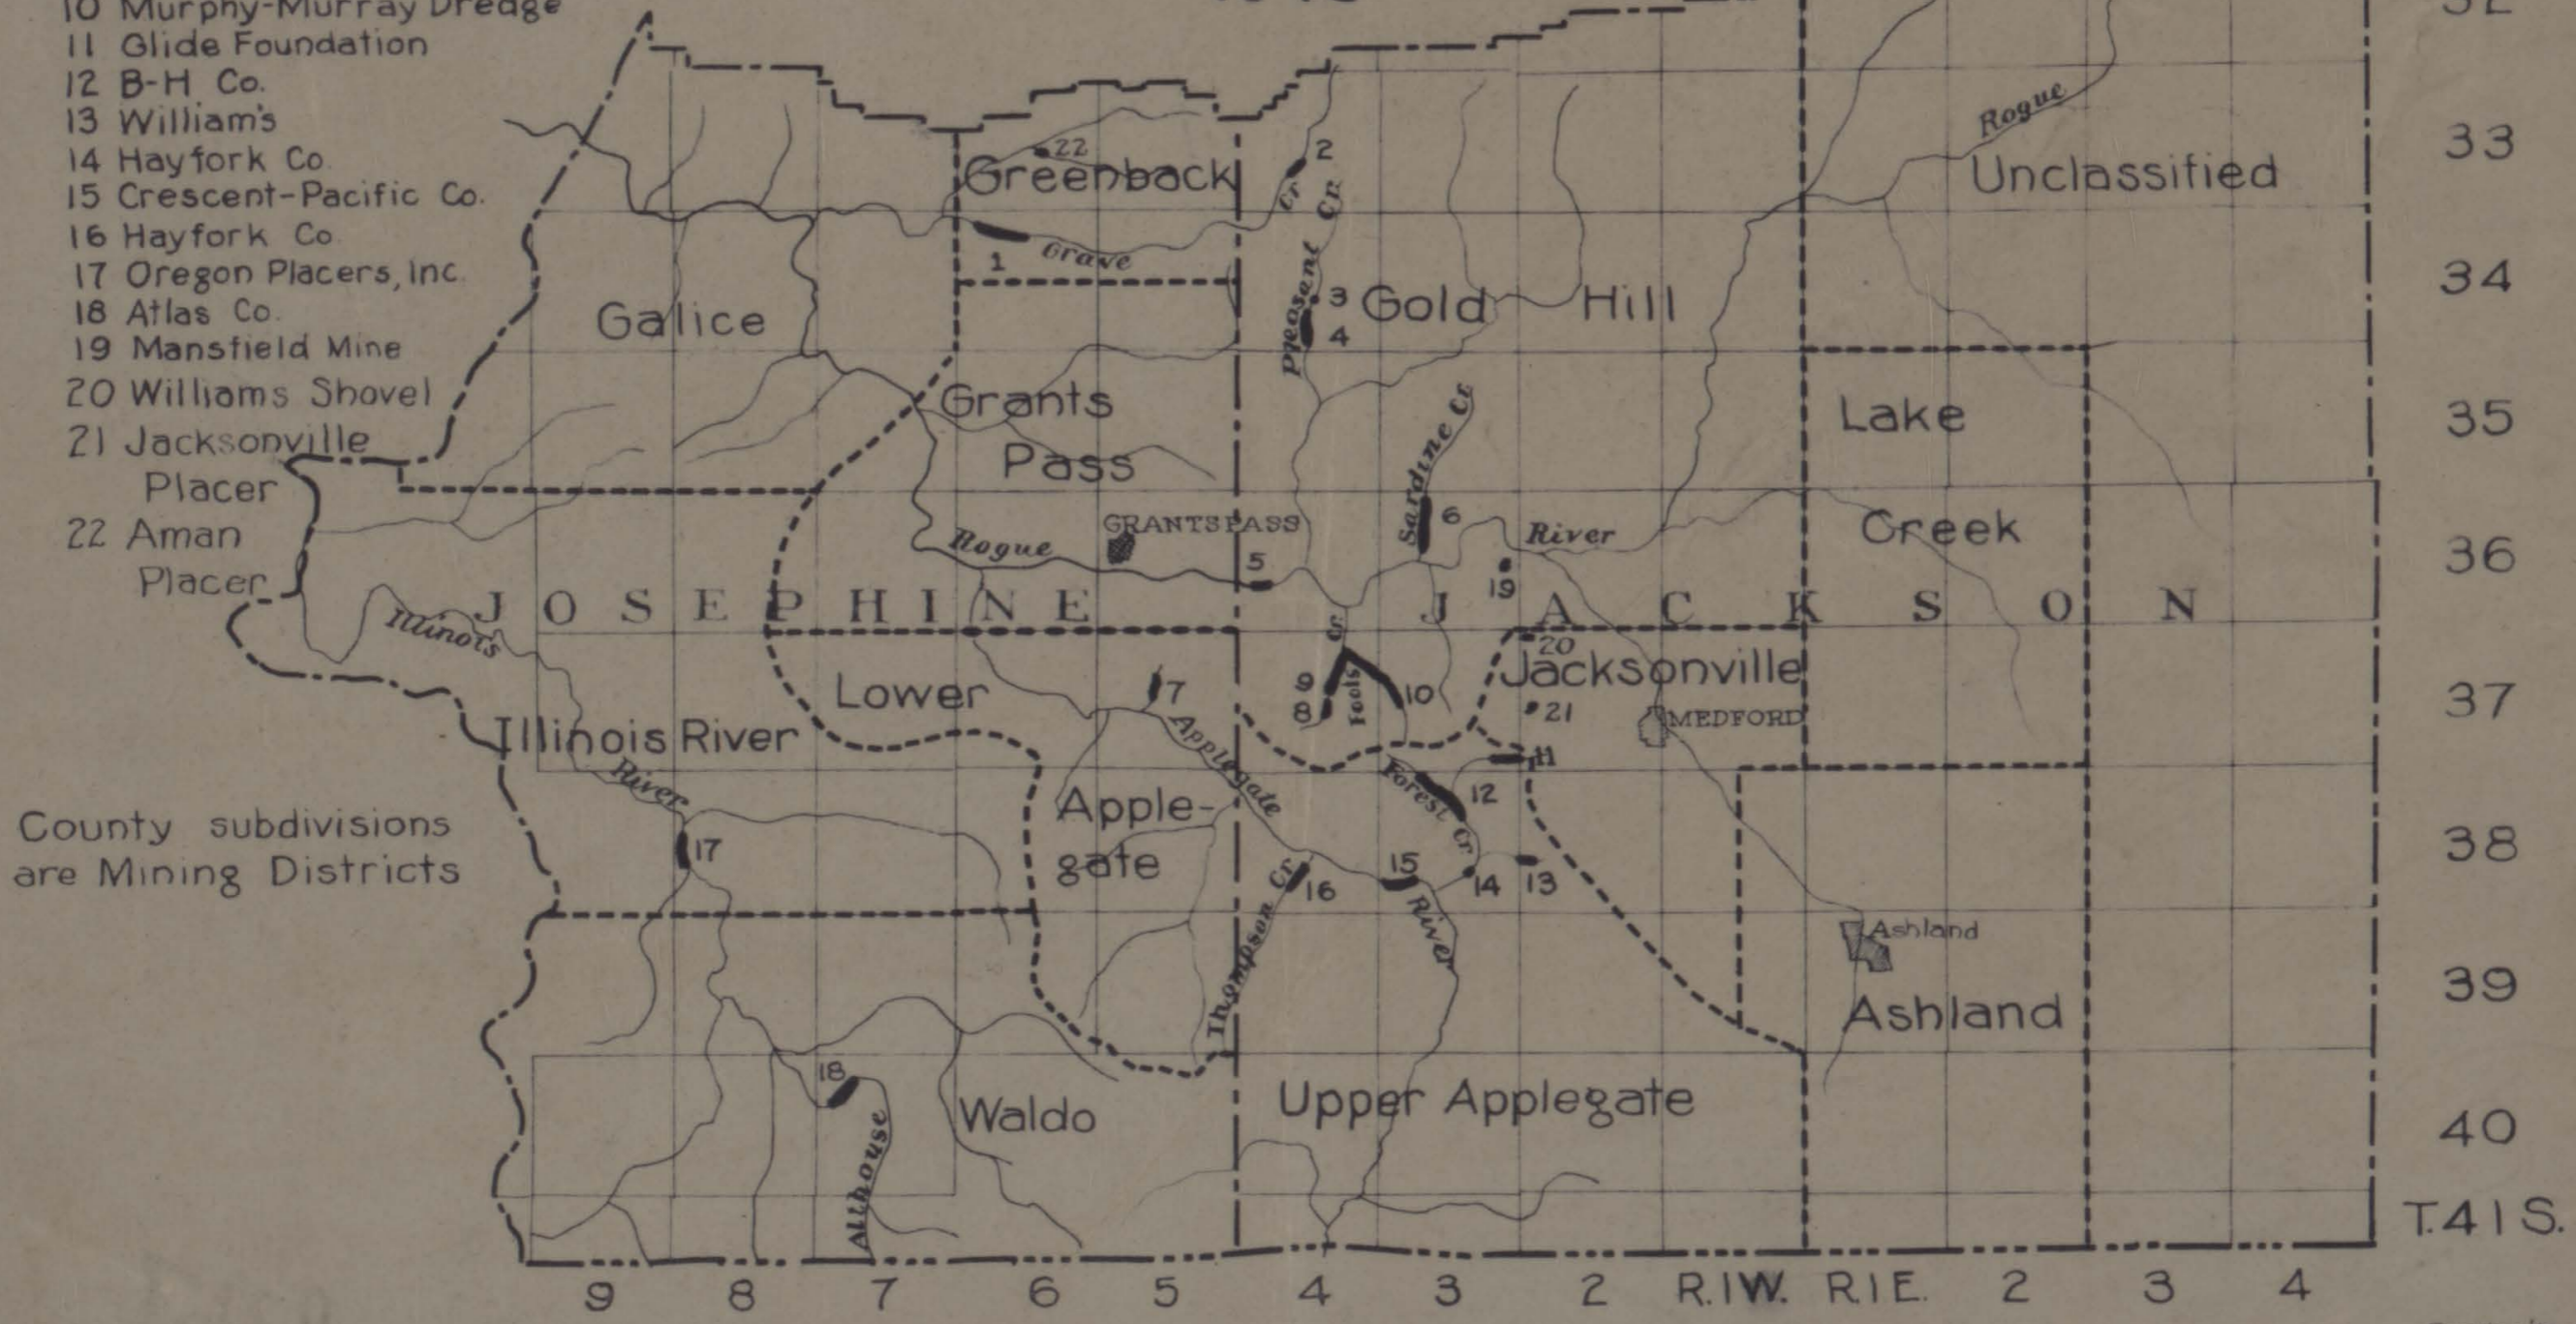 10 Murphy-Murray Dredge
11 Glide Foundation
12 B-H Co.
13 William's
14 Hayfork Co.
15 Crescent-Pacific Co.
16 Hayfork Co.
17 Oregon Placers, Inc.
18 Atlas Co.
19 Mansfield Mine
20 Williams Shovel
21 Jacksonville
Placer
22 Aman
Placer
County subdivisions
are Mining Districts
32
33
34
35
36
37
38
39
40
T.41 S.
Rogue
Unclassified
22
Greenback
2
Cr
Cr.
Grave
1
Pleasant
3
4
Gold Hill
Galice
Grants
Pass
Lake
Creek
Sardine Cr.
6
GRANTS PASS
Rogue
River
5
19
JOSEPHINE
JACKSON
Illinois
20
Jacksonville
Cr
Fools
9
8
10
21
MEDFORD
Lower
7
Applegate
Illinois River
River
11
Forest Cr
12
Apple-
gate
17
15
14
13
16
River
Thompson Cr.
Ashland
Ashland
18
Waldo
Upper Applegate
Althouse
9 8 7 6 5 4 3 2 R.1W. R.1E. 2 3 4